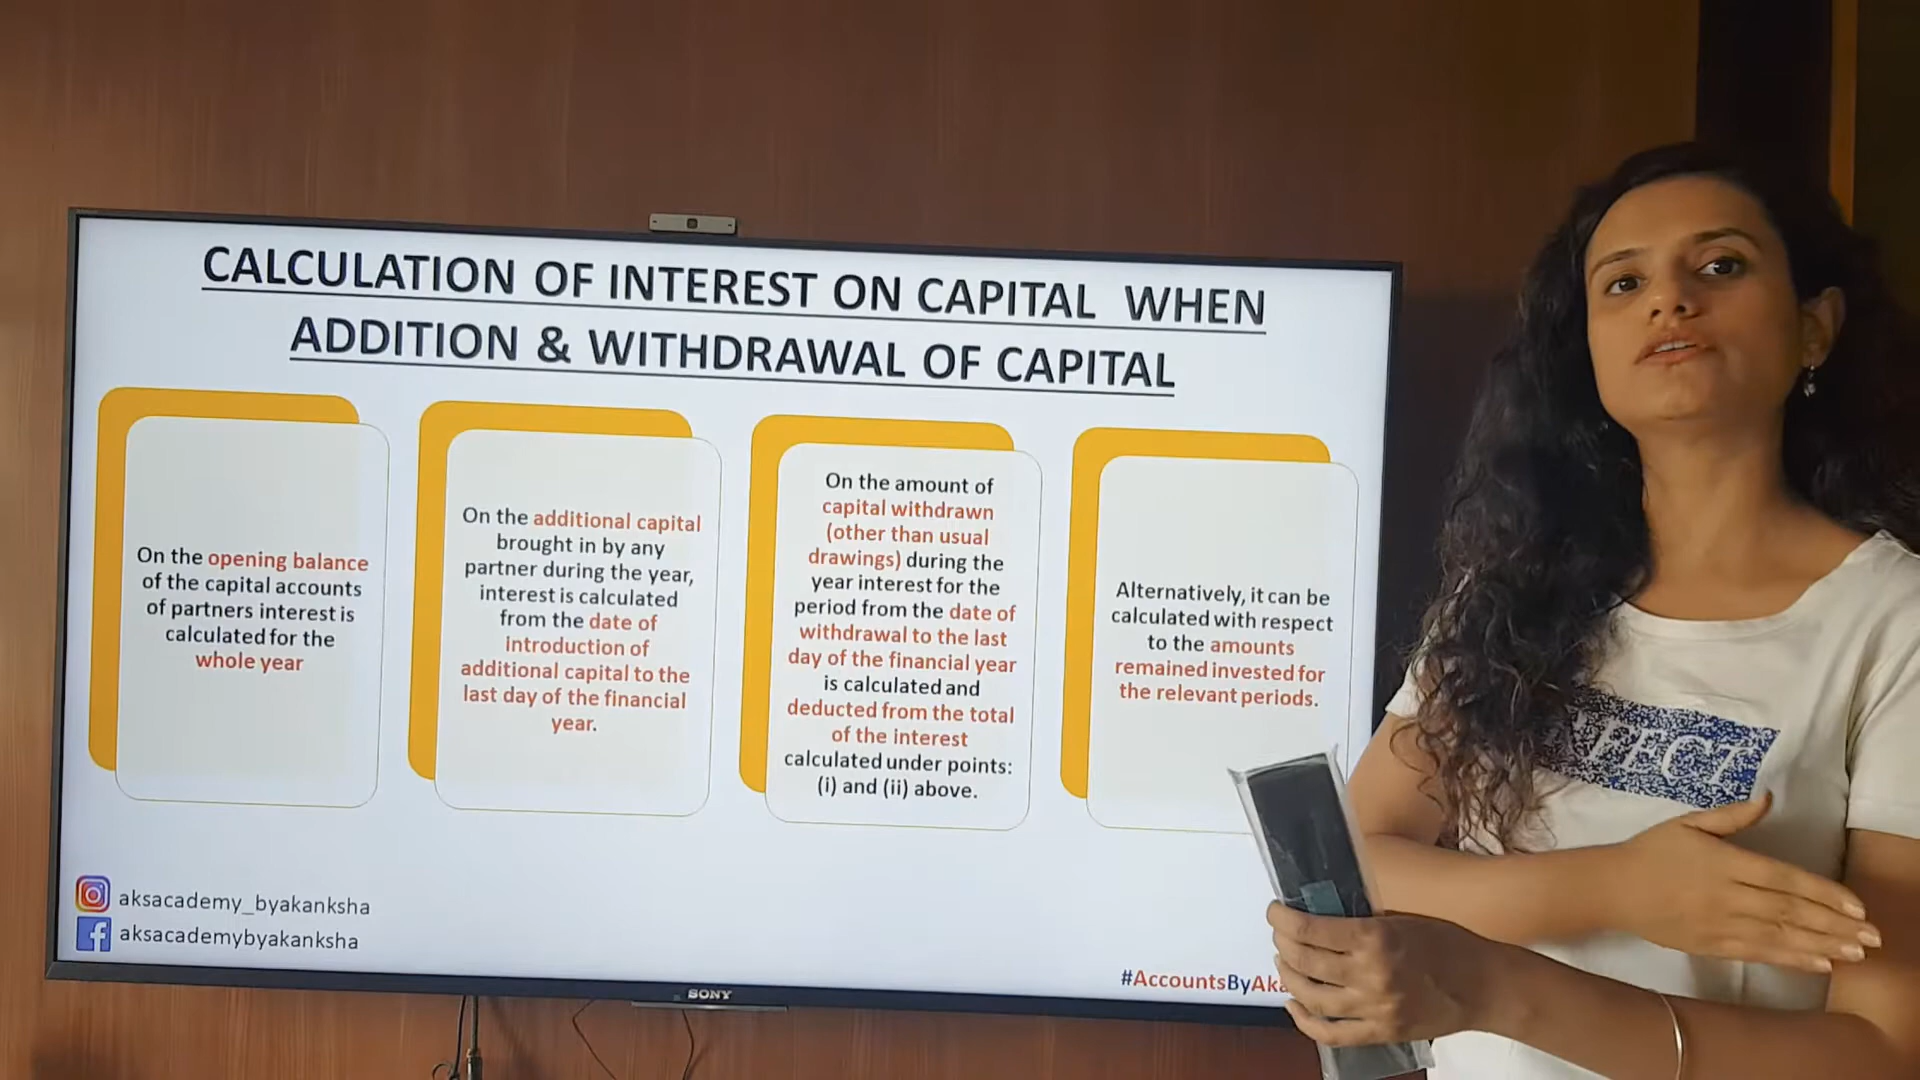 CALCULATION OF INTEREST ON CAPITAL WHEN
ADDITION & WITHDRAWAL OF CAPITAL
On the opening balance
of the capital accounts
of partners interest is
calculated for the
whole year
On the additional capital
brought in by any
partner during the year,
interest is calculated
from the date of
introduction of
additional capital to the
last day of the financial
year.
On the amount of
capital withdrawn
(other than usual
drawings) during the
year interest for the
period from the date of
withdrawal to the last
day of the financial year
is calculated and
deducted from the total
of the interest
calculated under points:
(i) and (ii) above.
Alternatively, it can be
calculated with respect
to the amounts
remained invested for
the relevant periods.
aksacademy_byakanksha
aksacademybyakanksha
SONY